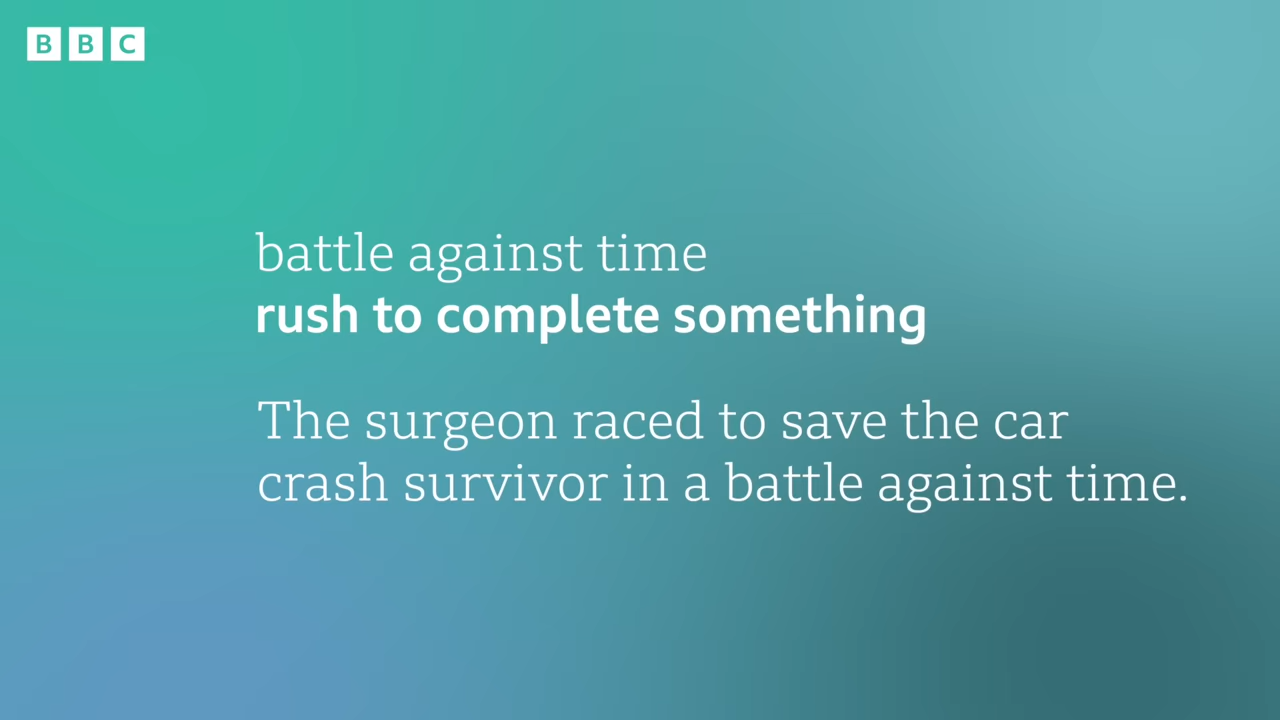 BBC
battle against time
rush to complete something
The surgeon raced to save the car
crash survivor in a battle against time.